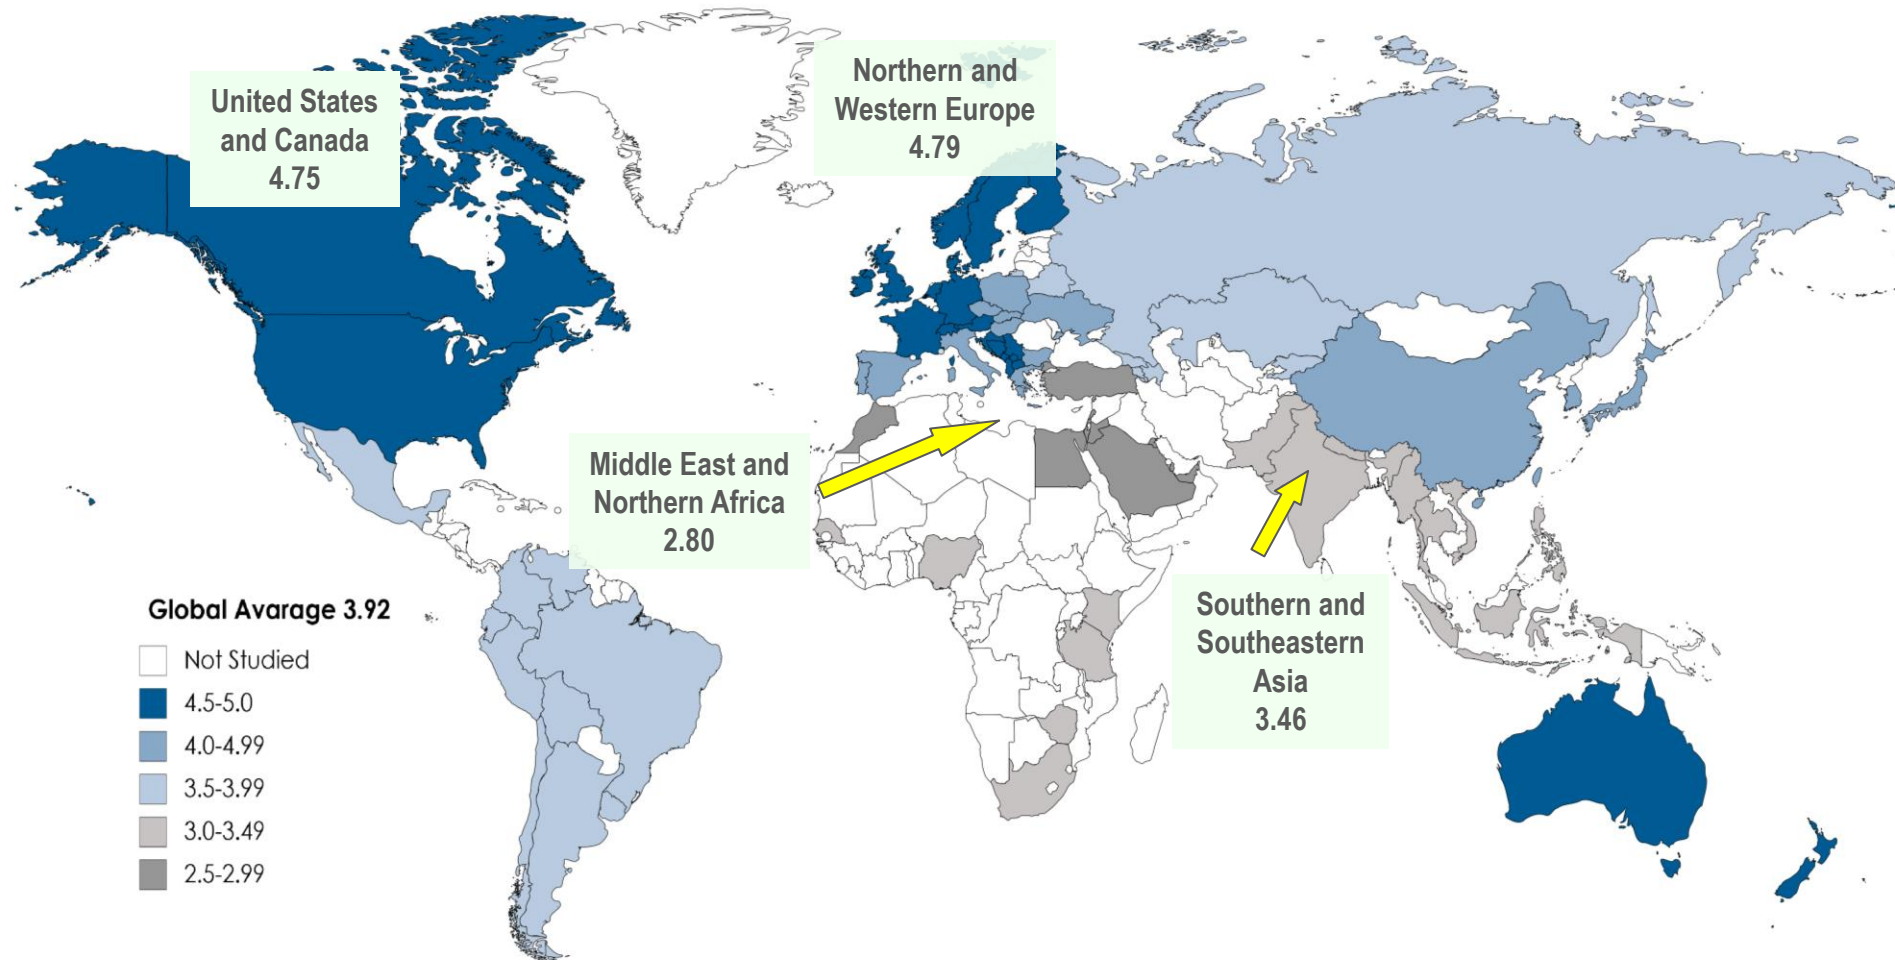 United States
and Canada
4.75
Northern and
Western Europe
4.79
Middle East and
Northern Africa
2.80
Southern and
Southeastern
Asia
3.46
Global Avarage 3.92
Not Studied
4.5-5.0
4.0-4.99
3.5-3.99
3.0-3.49
2.5-2.99